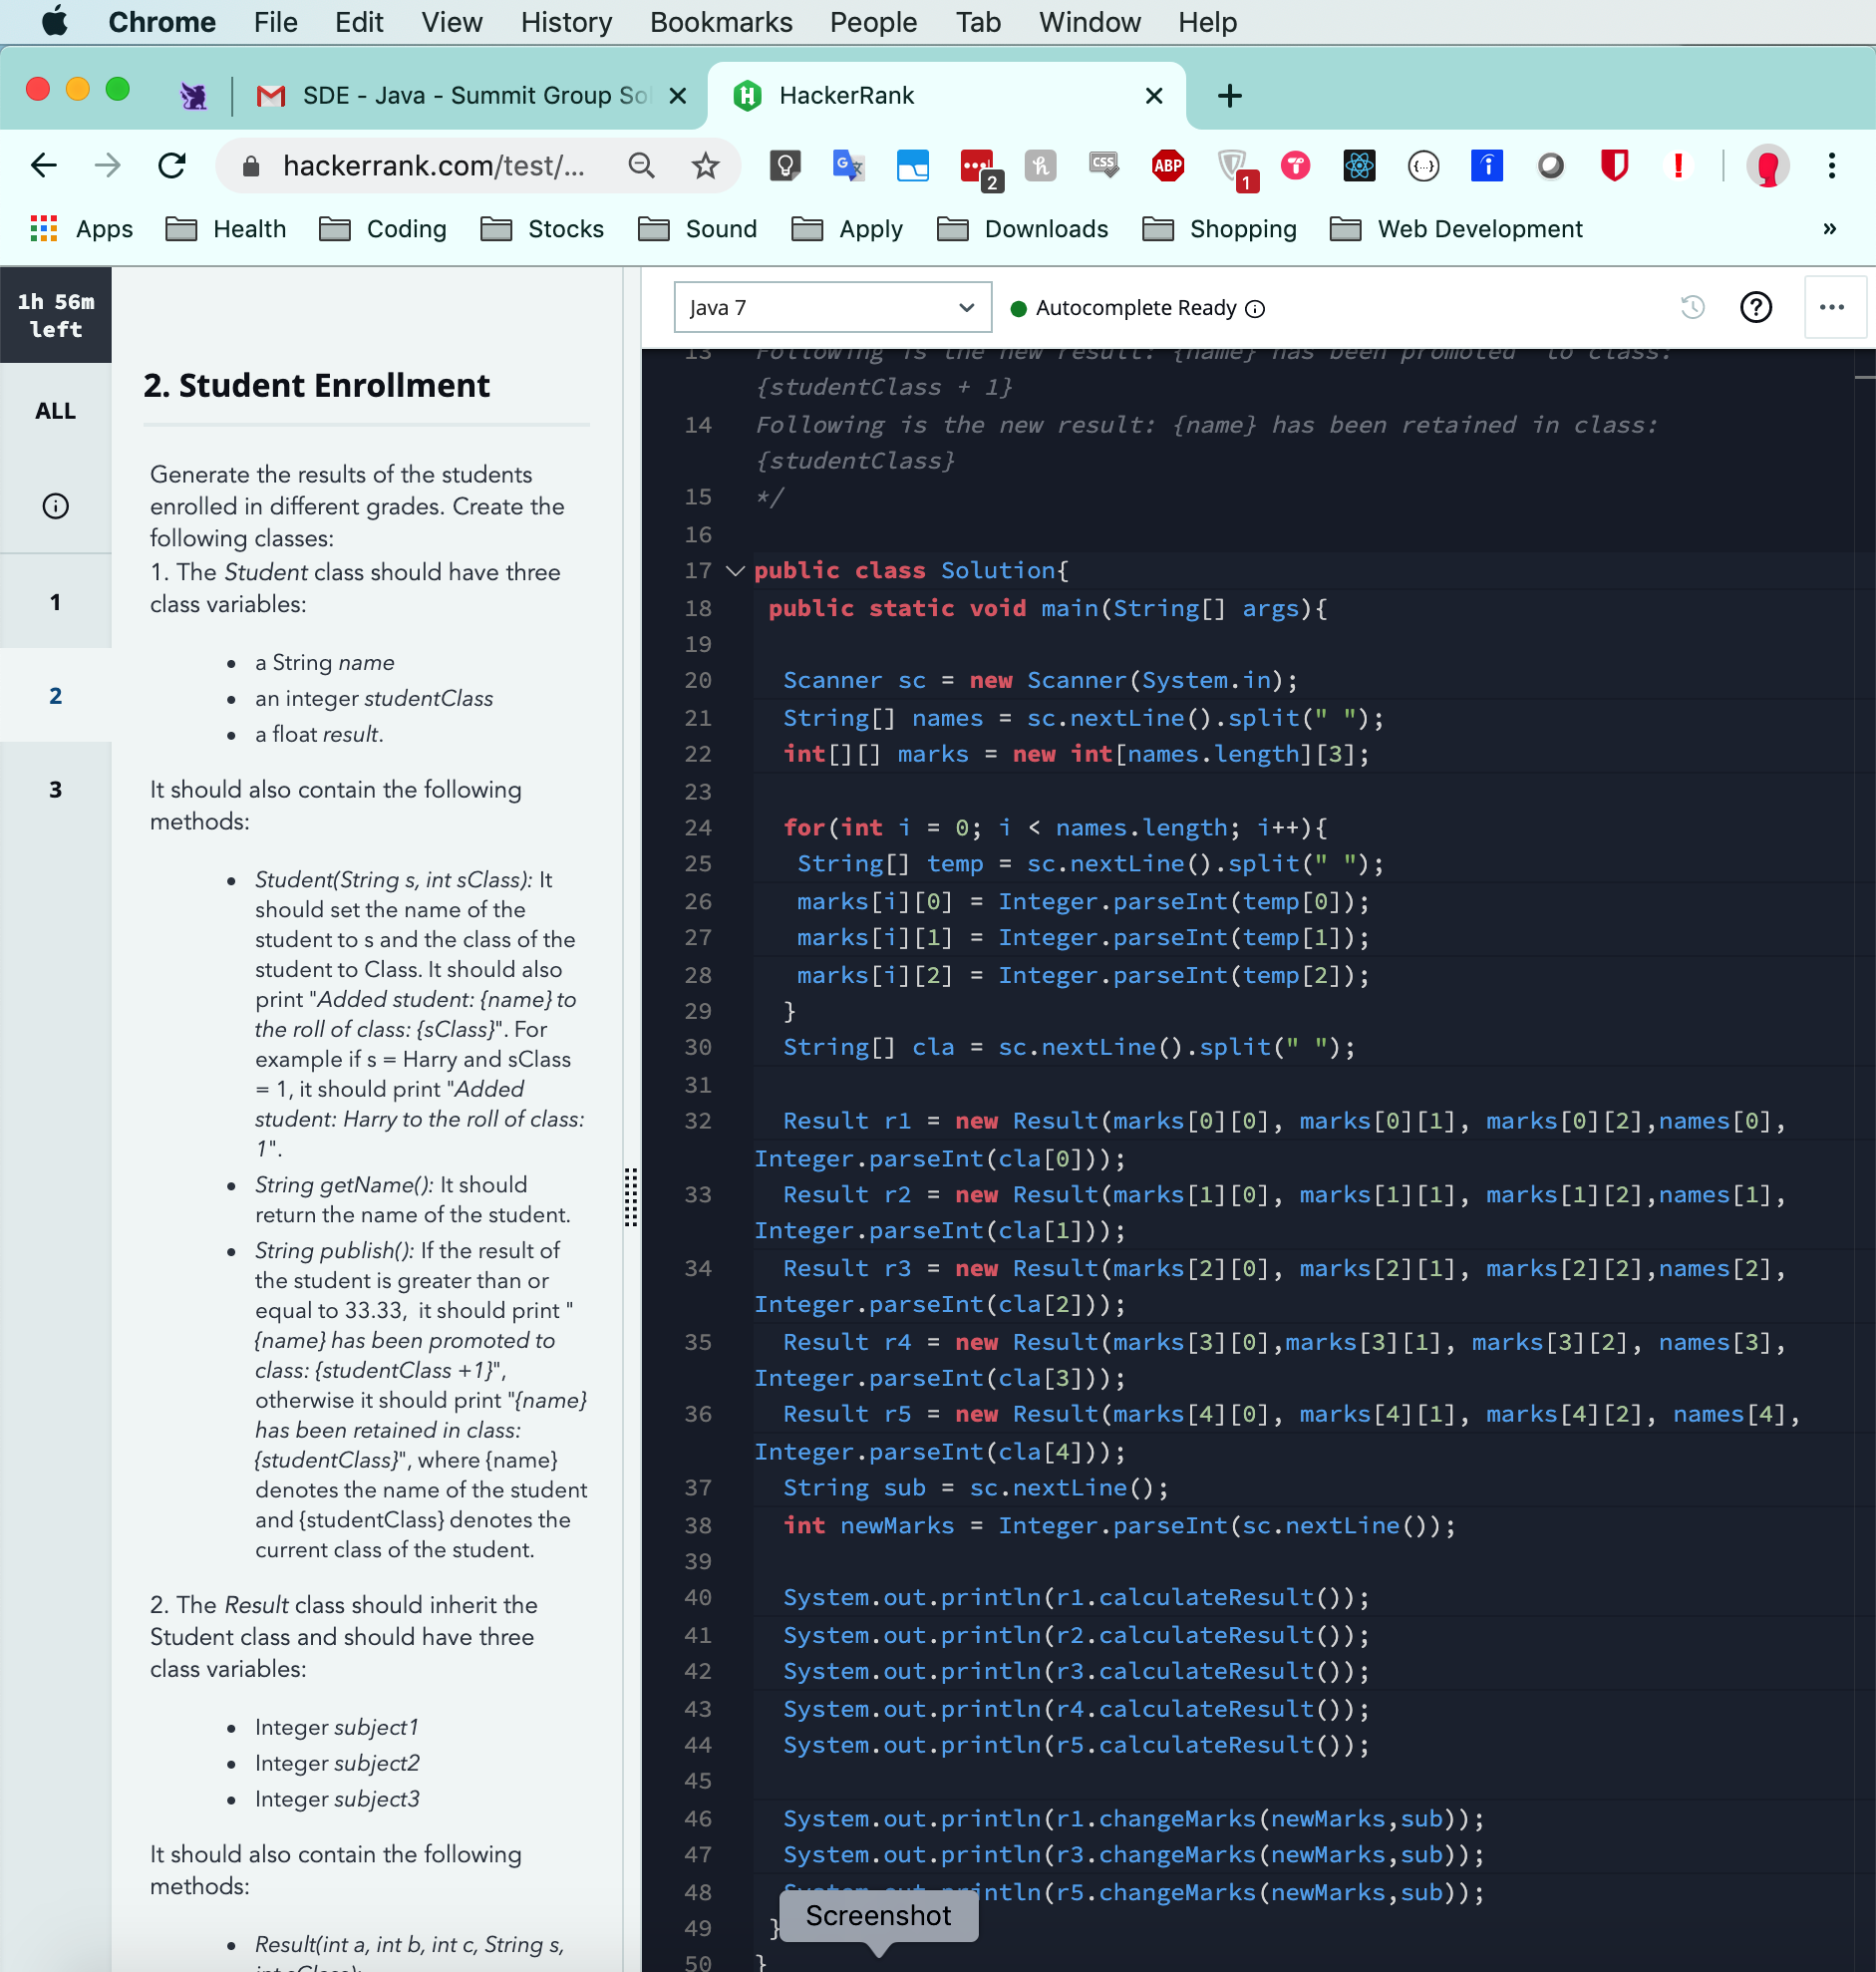 Chrome File Edit View History Bookmarks People Tab Window Help
SDE - Java - Summit Group So
HackerRank
hackerrank.com/test/...
2
CSS
ABP
1
Apps Health Coding Stocks Sound Apply Downloads Shopping Web Development »
1h 56m
left
ALL
1
2
3
2. Student Enrollment
Generate the results of the students
enrolled in different grades. Create the
following classes:
1. The Student class should have three
class variables:
• a String name
• an integer studentClass
• a float result.
It should also contain the following
methods:
• Student(String s, int sClass): It
should set the name of the
student to s and the class of the
student to Class. It should also
print "Added student: {name} to
the roll of class: {sClass}". For
example if s = Harry and sClass
= 1, it should print "Added
student: Harry to the roll of class:
1".
• String getName(): It should
return the name of the student.
• String publish(): If the result of
the student is greater than or
equal to 33.33, it should print "
{name} has been promoted to
class: {studentClass +1}",
otherwise it should print "{name}
has been retained in class:
{studentClass}", where {name}
denotes the name of the student
and {studentClass} denotes the
current class of the student.
2. The Result class should inherit the
Student class and should have three
class variables:
• Integer subject1
• Integer subject2
• Integer subject3
It should also contain the following
methods:
• Result(int a, int b, int c, String s,
int sClass):
Java 7
Autocomplete Ready
13 Following is the new result: {name} has been promoted to class:
{studentClass + 1}
14 Following is the new result: {name} has been retained in class:
{studentClass}
15 */
16
17 public class Solution{
18 public static void main(String[] args){
19
20 Scanner sc = new Scanner(System.in);
21 String[] names = sc.nextLine().split(" ");
22 int[][] marks = new int[names.length][3];
23
24 for(int i = 0; i < names.length; i++){
25 String[] temp = sc.nextLine().split(" ");
26 marks[i][0] = Integer.parseInt(temp[0]);
27 marks[i][1] = Integer.parseInt(temp[1]);
28 marks[i][2] = Integer.parseInt(temp[2]);
29 }
30 String[] cla = sc.nextLine().split(" ");
31
32 Result r1 = new Result(marks[0][0], marks[0][1], marks[0][2],names[0],
Integer.parseInt(cla[0]));
33 Result r2 = new Result(marks[1][0], marks[1][1], marks[1][2],names[1],
Integer.parseInt(cla[1]));
34 Result r3 = new Result(marks[2][0], marks[2][1], marks[2][2],names[2],
Integer.parseInt(cla[2]));
35 Result r4 = new Result(marks[3][0],marks[3][1], marks[3][2], names[3],
Integer.parseInt(cla[3]));
36 Result r5 = new Result(marks[4][0], marks[4][1], marks[4][2], names[4],
Integer.parseInt(cla[4]));
37 String sub = sc.nextLine();
38 int newMarks = Integer.parseInt(sc.nextLine());
39
40 System.out.println(r1.calculateResult());
41 System.out.println(r2.calculateResult());
42 System.out.println(r3.calculateResult());
43 System.out.println(r4.calculateResult());
44 System.out.println(r5.calculateResult());
45
46 System.out.println(r1.changeMarks(newMarks,sub));
47 System.out.println(r3.changeMarks(newMarks,sub));
48 System.out.println(r5.changeMarks(newMarks,sub));
49 }
50 }
Screenshot